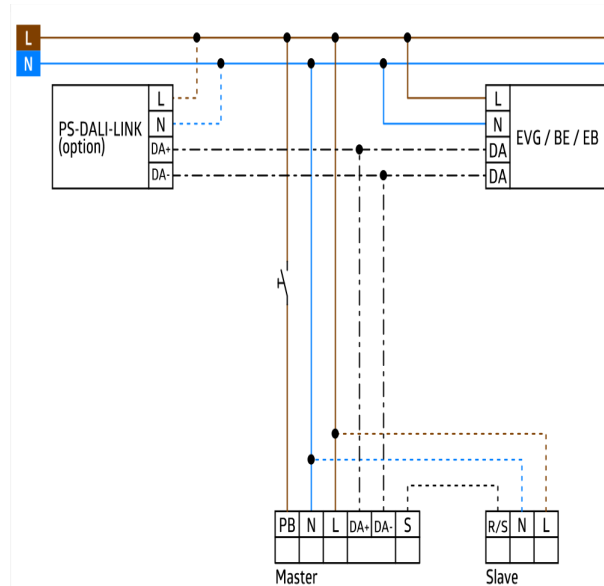 L
N
PS-DALI-LINK
(option)
L
N
DA+
DA-
L
N
DA
DA
EVG / BE / EB
PB N L DA+ DA- S
R/S N L
Master
Slave